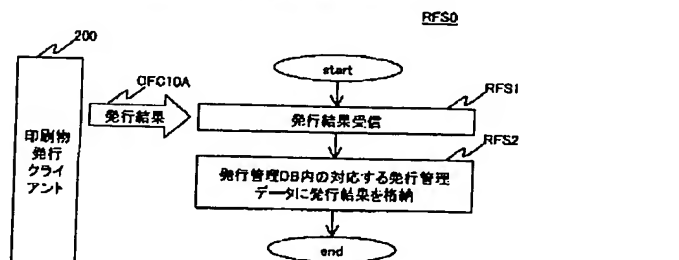 RFS0
200
OFC10A
start
発行結果
RFS1
発行結果受信
印刷物
発行
クライ
アント
RFS2
発行管理DB内の対応する発行管理
データに発行結果を格納
end